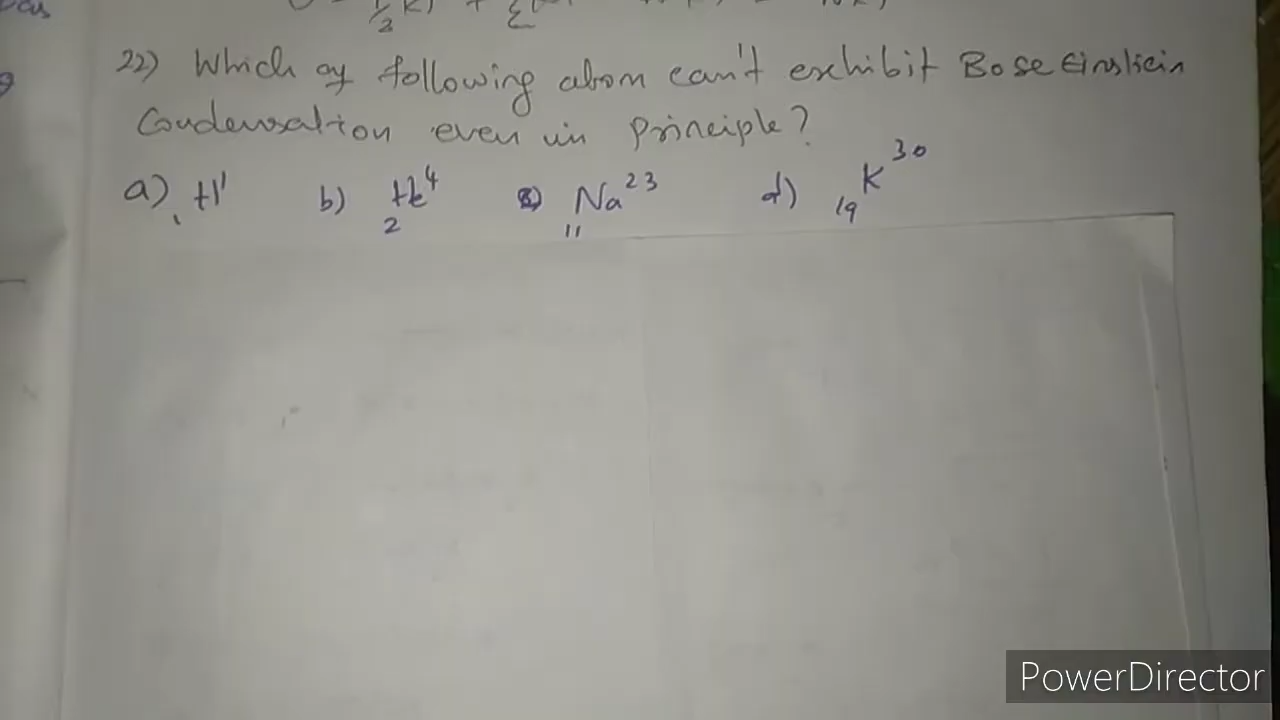 22) Which of following atom can't exhibit Bose Einstein
Condensation even in principle?
a) ₁H¹ b) ₂He⁴ c) ₁₁Na²³ d) ₁₉K³⁰
PowerDirector